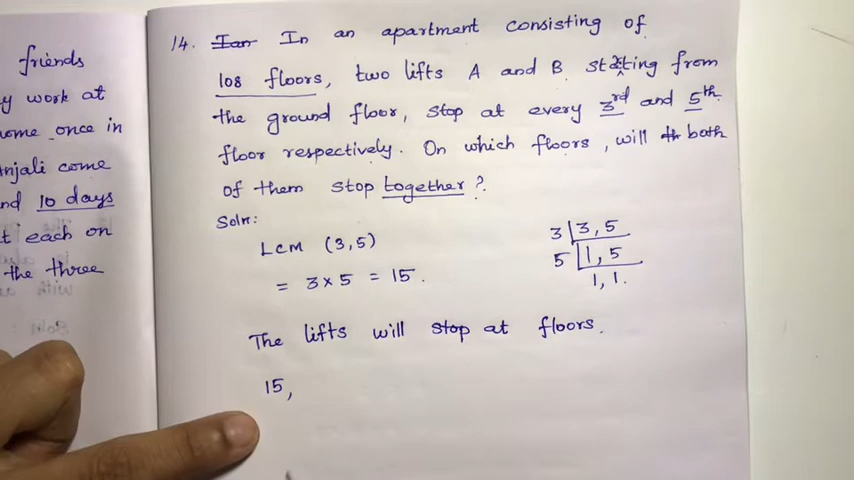 friends
y work at
ome once in
njali come
nd 10 days
t each on
the three
14. In an apartment consisting of
108 floors, two lifts A and B starting from
the ground floor, stop at every 3rd and 5th
floor respectively. On which floors, will both
of them stop together?
Soln:
LCM (3,5)
= 3 x 5 = 15.
3 | 3, 5
5 | 1, 5
1, 1.
The lifts will stop at floors.
15,